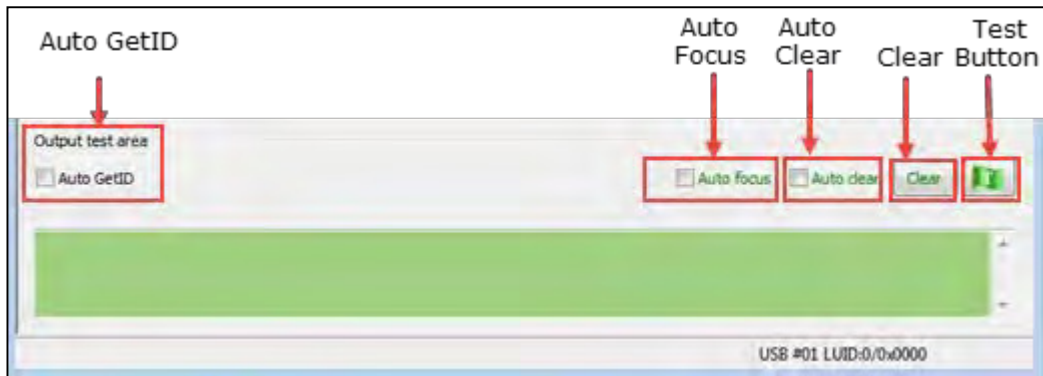 Auto GetID
Auto Focus
Auto Clear
Clear
Test Button
Output test area
Auto GetID
Auto focus
Auto clear
Clear
USB #01 LUID:0/0x0000